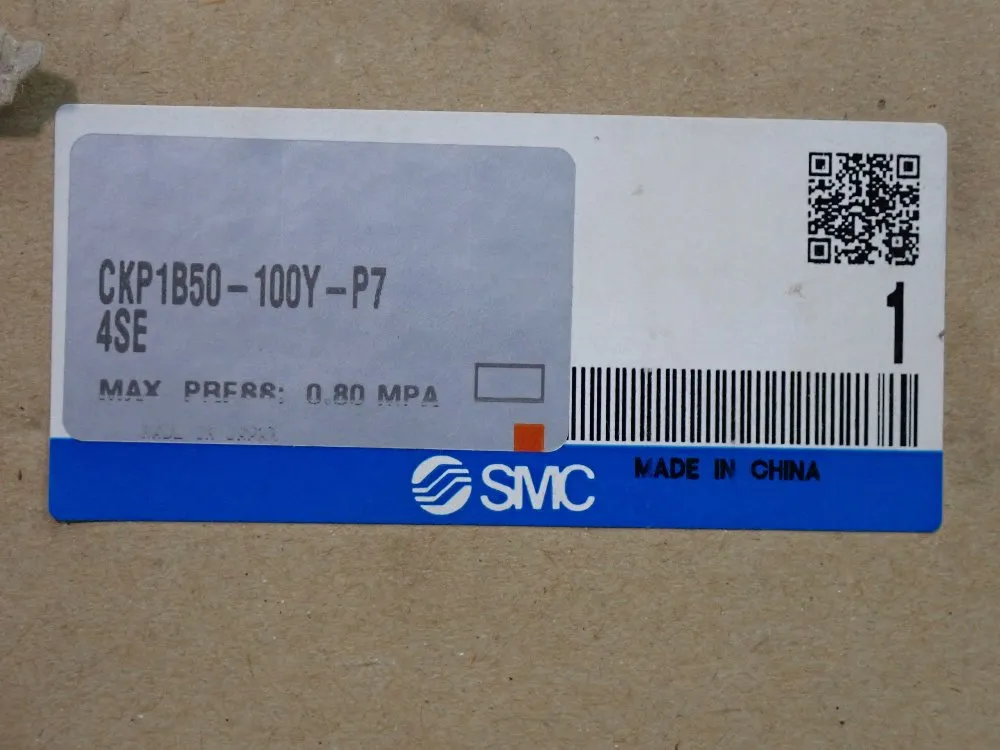 CKP1B50-100Y-P7
4SE
MAX PRESS: 0.80 MPA
1
SMC
MADE IN CHINA